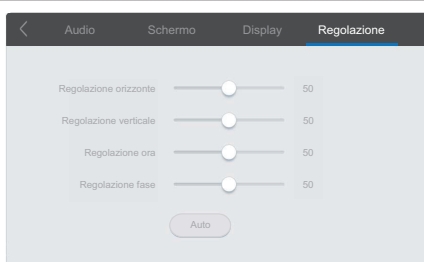 Audio Schermo Display Regolazione
Regolazione orizzonte 50
Regolazione verticale 50
Regolazione ora 50
Regolazione fase 50
Auto